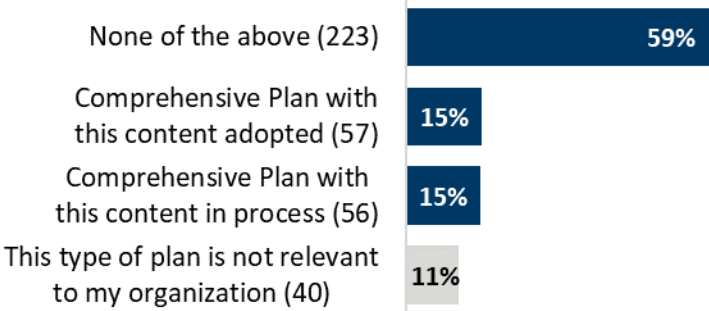 None of the above (223)
59%
Comprehensive Plan with
this content adopted (57)
15%
Comprehensive Plan with
this content in process (56)
15%
This type of plan is not relevant
to my organization (40)
11%